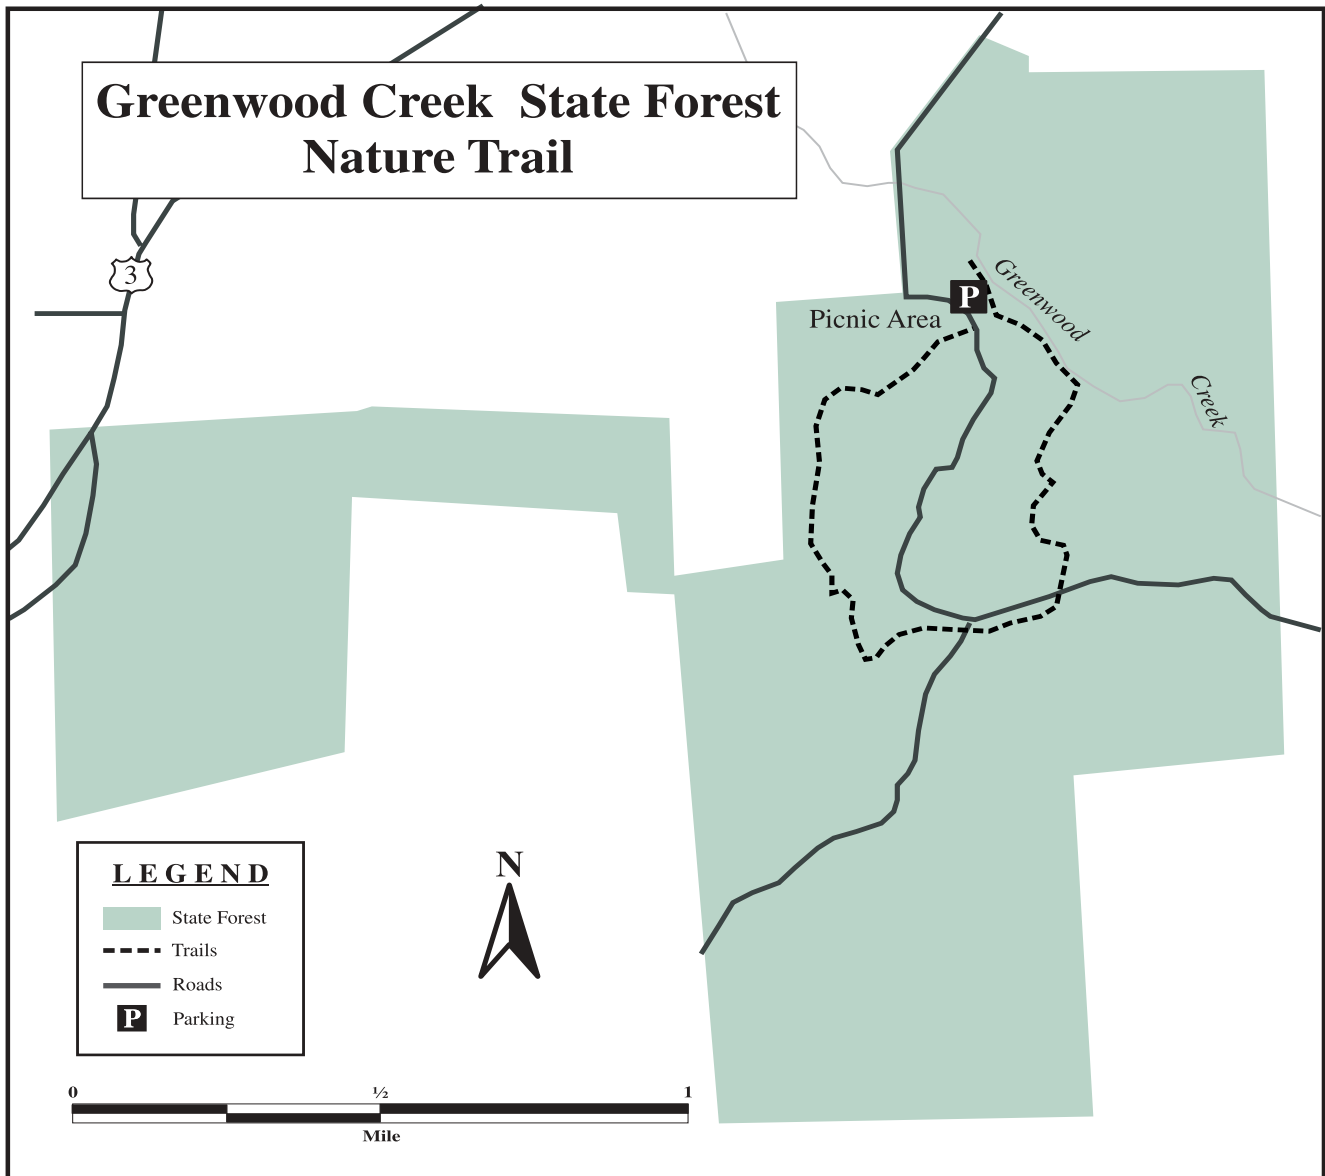 Greenwood Creek  State Forest
Nature Trail
3
Greenwood
P
Picnic Area
Creek
LEGEND
State Forest
Trails
Roads
P Parking
N
0 ½ 1
Mile